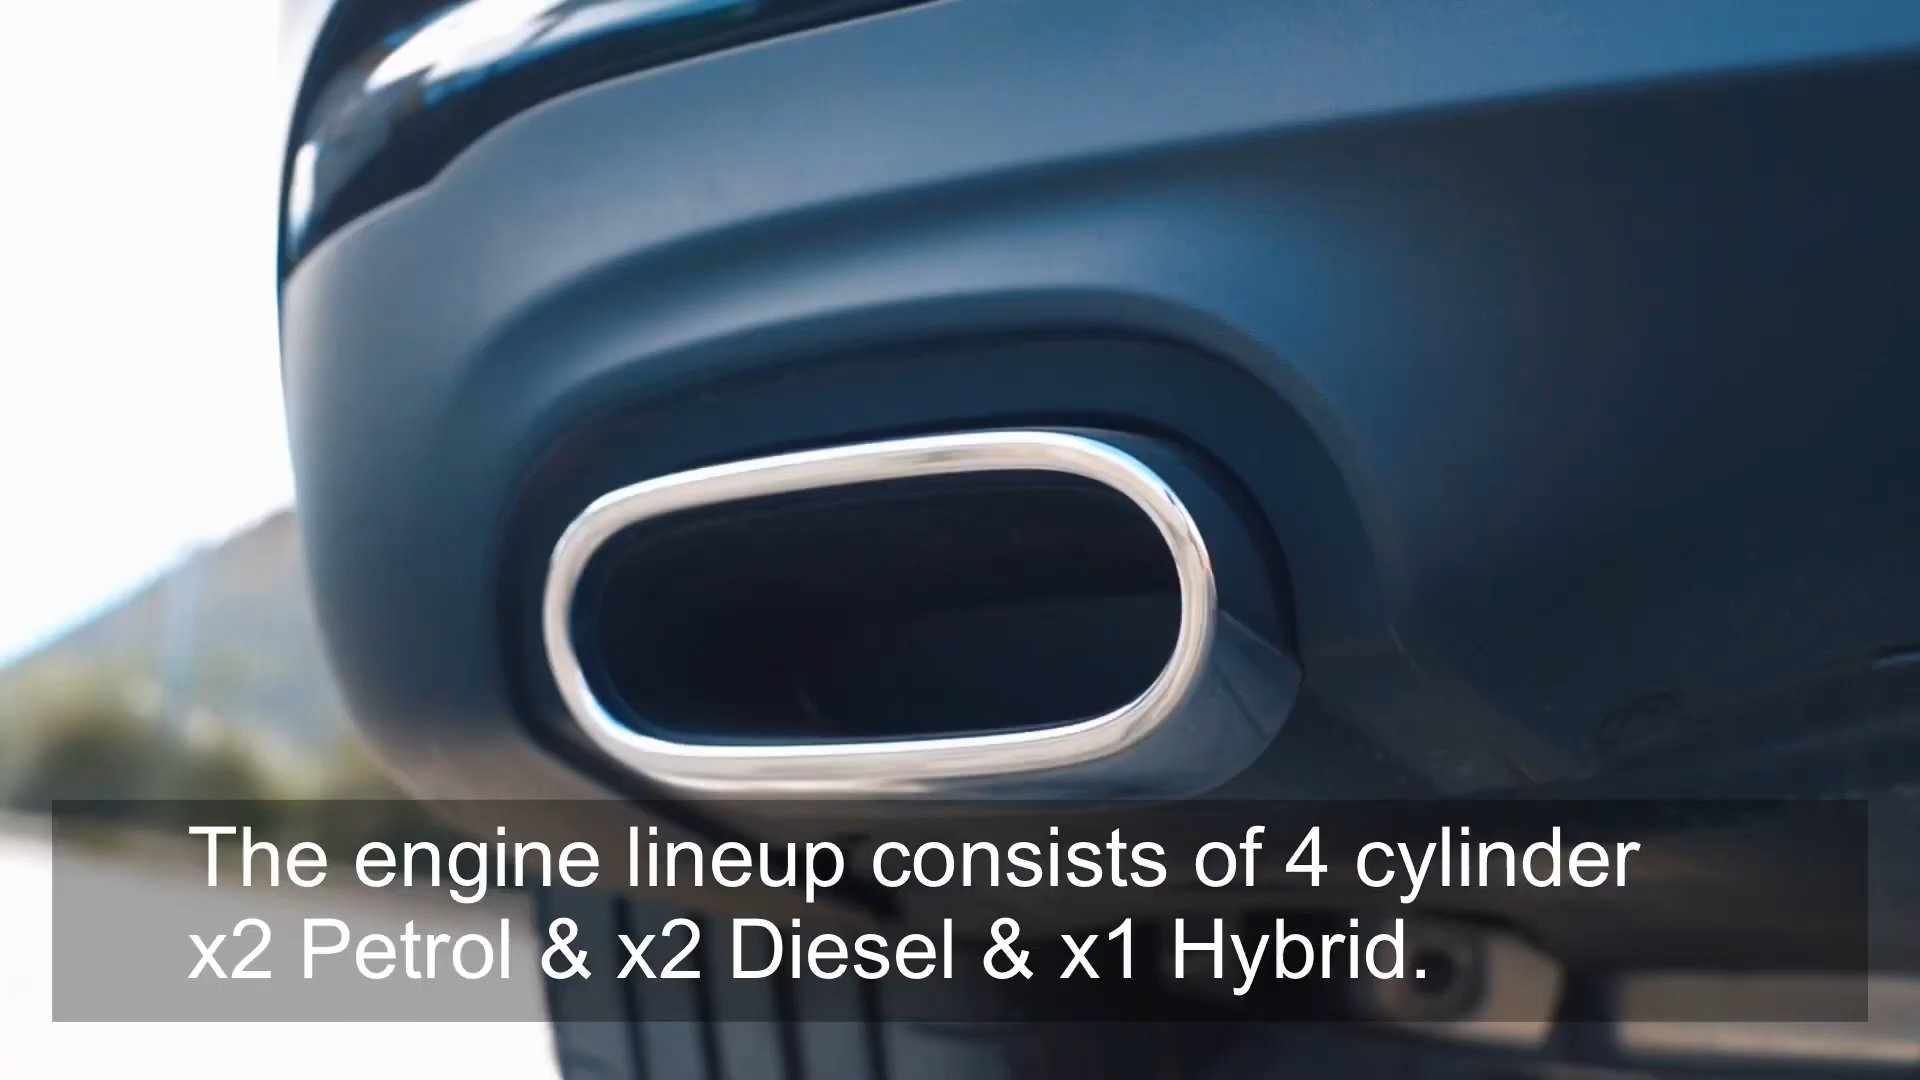 The engine lineup consists of 4 cylinder
x2 Petrol & x2 Diesel & x1 Hybrid.